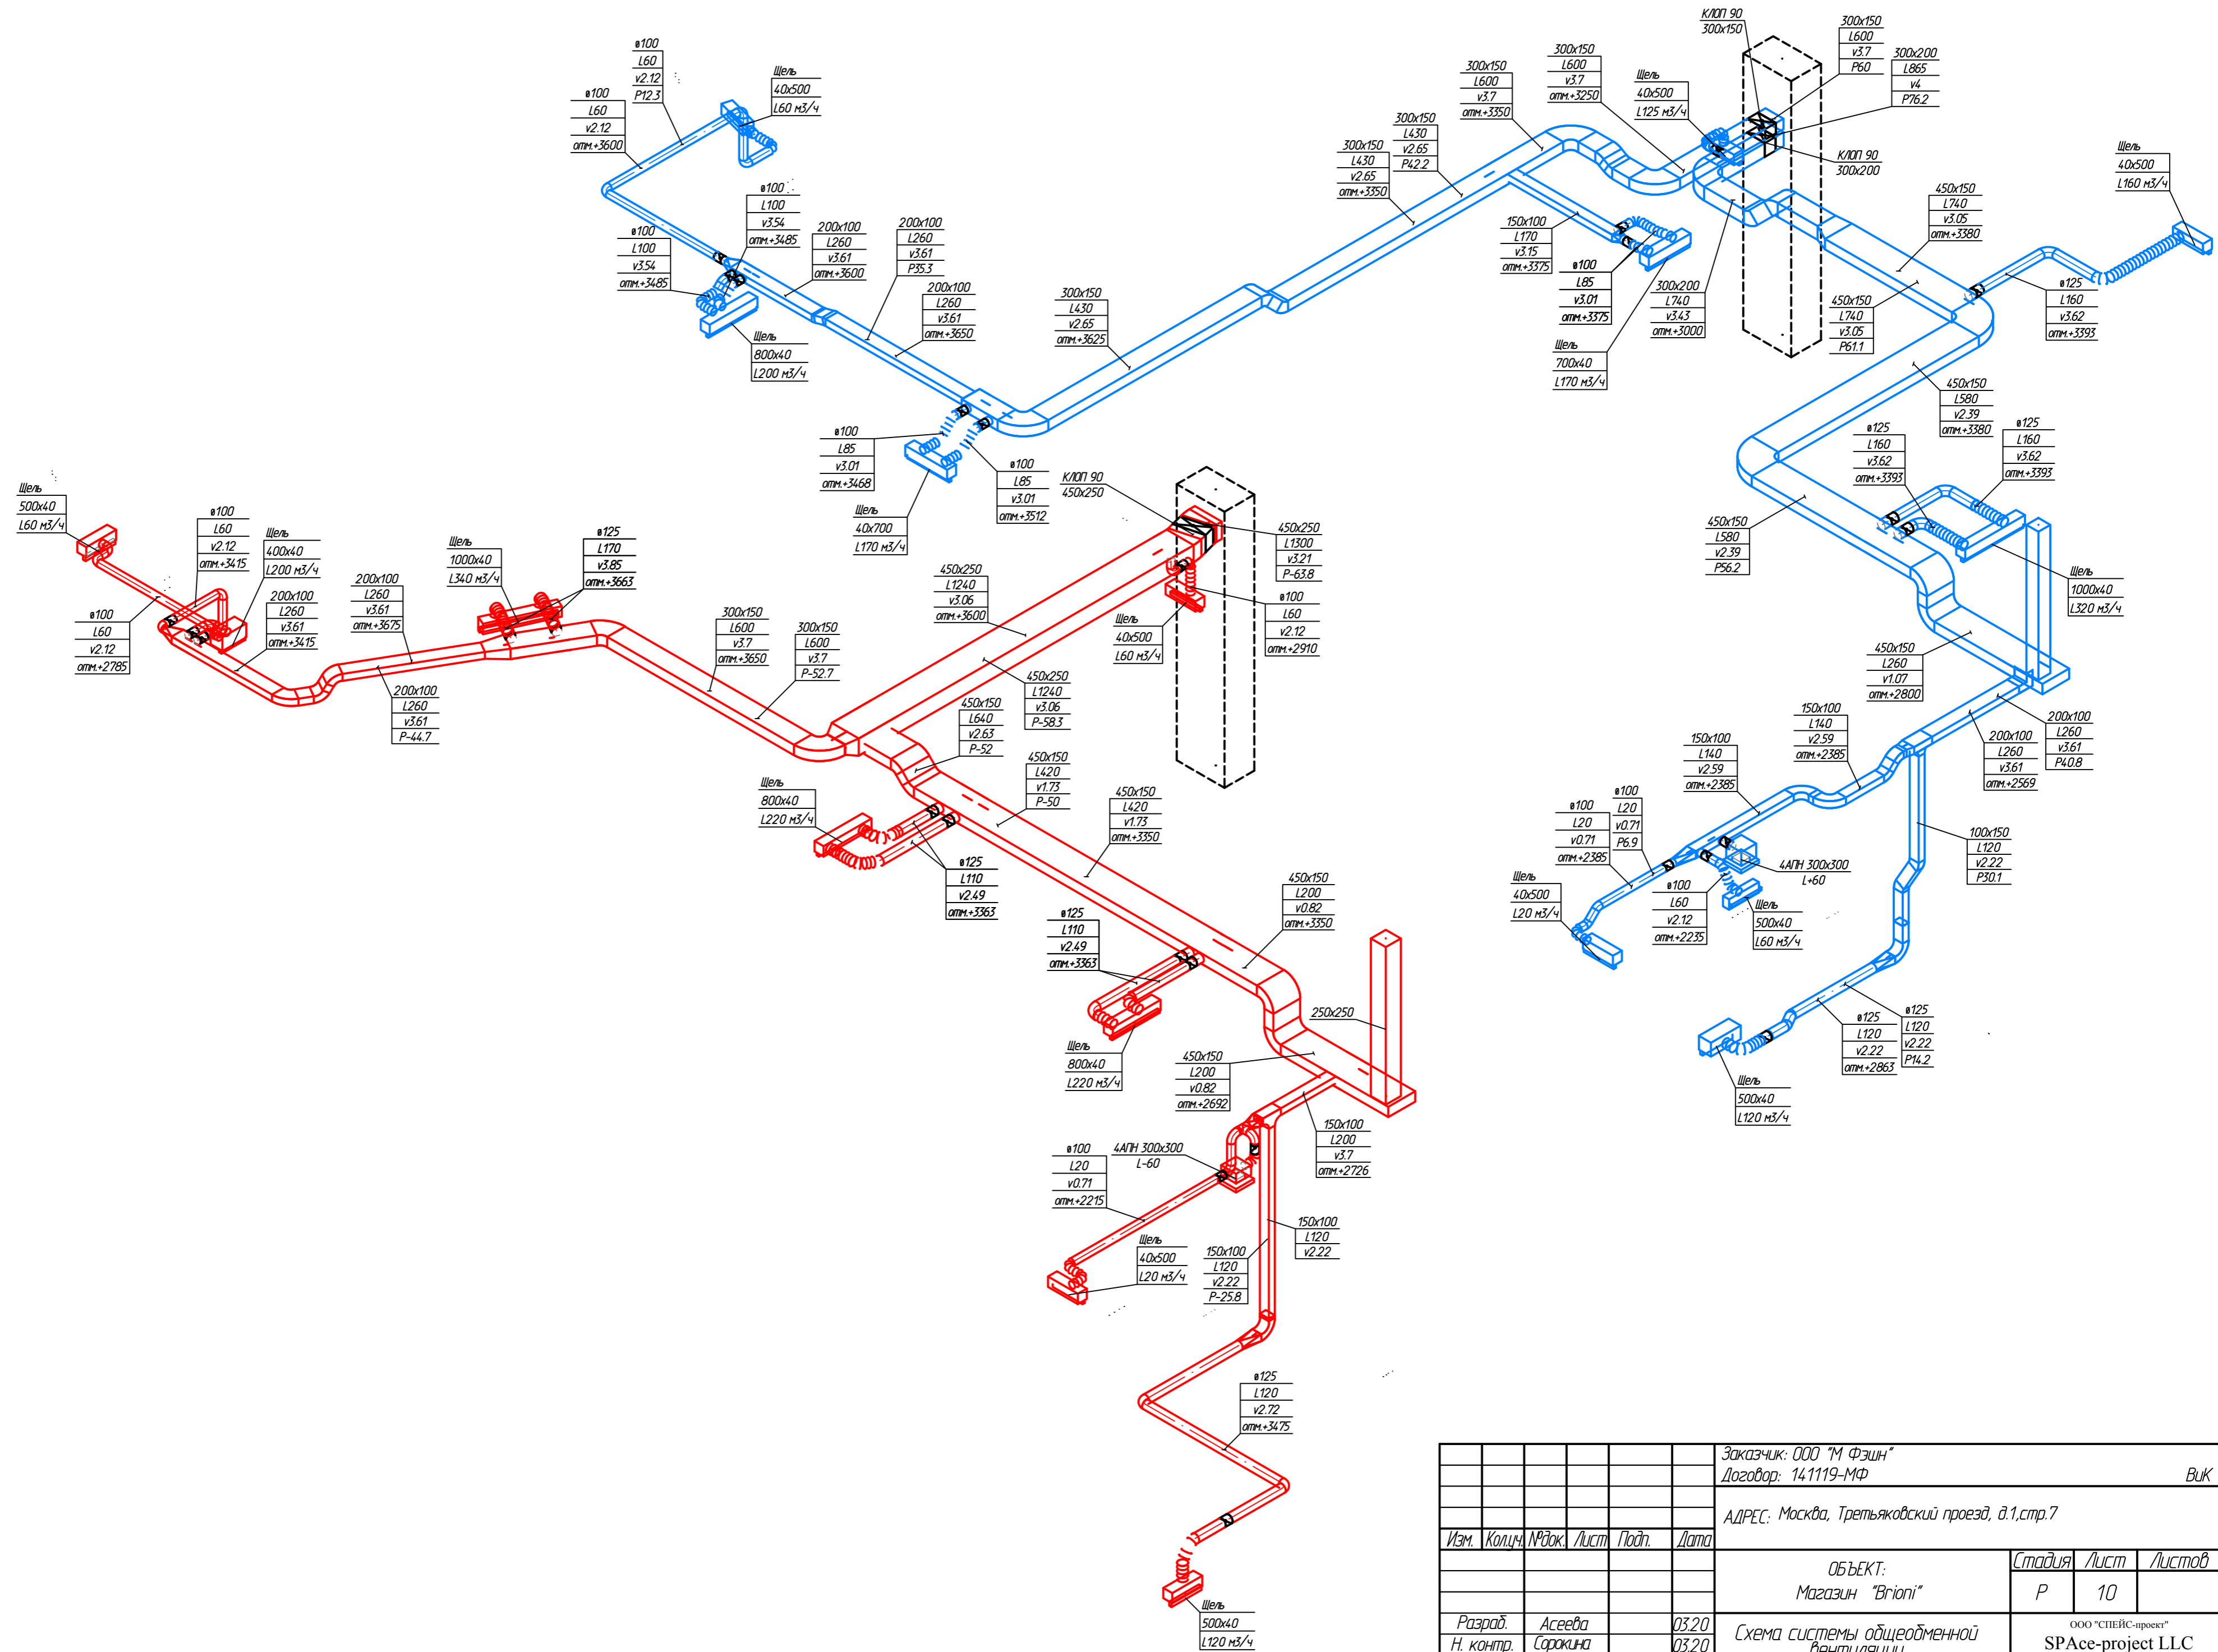 ø100
L60
v2.12
P12.3
ø100
L60
v2.12
отм.+3600
Щель
40x500
L60 м3/ч
ø100
L100
v3.54
отм.+3485
ø100
L100
v3.54
отм.+3485
200x100
L260
v3.61
отм.+3600
200x100
L260
v3.61
P35.3
200x100
L260
v3.61
отм.+3650
Щель
800x40
L200 м3/ч
300x150
L430
v2.65
отм.+3625
300x150
L430
v2.65
отм.+3350
300x150
L430
v2.65
P42.2
300x150
L600
v3.7
отм.+3350
300x150
L600
v3.7
отм.+3250
Щель
40x500
L125 м3/ч
КЛОП 90
300x150
300x150
L600
v3.7
P60
300x200
L865
v4
P76.2
КЛОП 90
300x200
Щель
40x500
L160 м3/ч
450x150
L740
v3.05
отм.+3380
150x100
L170
v3.15
отм.+3375
ø100
L85
v3.01
отм.+3375
Щель
700x40
L170 м3/ч
300x200
L740
v3.43
отм.+3000
450x150
L740
v3.05
P61.1
ø125
L160
v3.62
отм.+3393
450x150
L580
v2.39
отм.+3380
ø125
L160
v3.62
отм.+3393
ø125
L160
v3.62
отм.+3393
450x150
L580
v2.39
P56.2
Щель
1000x40
L320 м3/ч
ø100
L85
v3.01
отм.+3468
ø100
L85
v3.01
отм.+3512
Щель
40x700
L170 м3/ч
КЛОП 90
450x250
450x250
L1300
v3.21
P-63.8
Щель
500x40
L60 м3/ч
ø100
L60
v2.12
отм.+3415
Щель
400x40
L200 м3/ч
200x100
L260
v3.61
отм.+3415
ø100
L60
v2.12
отм.+2785
200x100
L260
v3.61
отм.+3675
Щель
1000x40
L340 м3/ч
ø125
L170
v3.85
отм.+3663
200x100
L260
v3.61
P-44.7
300x150
L600
v3.7
отм.+3650
300x150
L600
v3.7
P-52.7
450x250
L1240
v3.06
отм.+3600
Щель
40x500
L60 м3/ч
ø100
L60
v2.12
отм.+2910
450x250
L1240
v3.06
P-58.3
450x150
L640
v2.63
P-52
450x150
L420
v1.73
P-50
450x150
L420
v1.73
отм.+3350
Щель
800x40
L220 м3/ч
ø125
L110
v2.49
отм.+3363
ø125
L110
v2.49
отм.+3363
450x150
L200
v0.82
отм.+3350
250x250
Щель
800x40
L220 м3/ч
450x150
L200
v0.82
отм.+2692
150x100
L200
v3.7
отм.+2726
ø100
L20
v0.71
отм.+2215
4АПН 300x300
L-60
Щель
40x500
L20 м3/ч
150x100
L120
v2.22
P-25.8
150x100
L120
v2.22
ø125
L120
v2.72
отм.+3475
Щель
500x40
L120 м3/ч
450x150
L260
v1.07
отм.+2800
200x100
L260
v3.61
P40.8
200x100
L260
v3.61
отм.+2569
150x100
L140
v2.59
отм.+2385
150x100
L140
v2.59
отм.+2385
100x150
L120
v2.22
P30.1
ø100
L20
v0.71
отм.+2385
ø100
L20
v0.71
P6.9
4АПН 300x300
L+60
Щель
40x500
L20 м3/ч
ø100
L60
v2.12
отм.+2235
Щель
500x40
L60 м3/ч
ø125
L120
v2.22
отм.+2863
ø125
L120
v2.22
P14.2
Щель
500x40
L120 м3/ч
Заказчик: ООО "М Фэшн"
Договор: 141119-МФ ВиК
АДРЕС: Москва, Третьяковский проезд, д.1,стр.7
Изм. Кол.уч. №док. Лист Подп. Дата
ОБЪЕКТ:
Магазин "Brioni"
Стадия Лист Листов
Р 10
Разраб. Асеева 03.20
Н. контр. Сорокина 03.20
Схема системы общеобменной
вентиляции
ООО "СПЕЙС-проект"
SPAce-project LLC